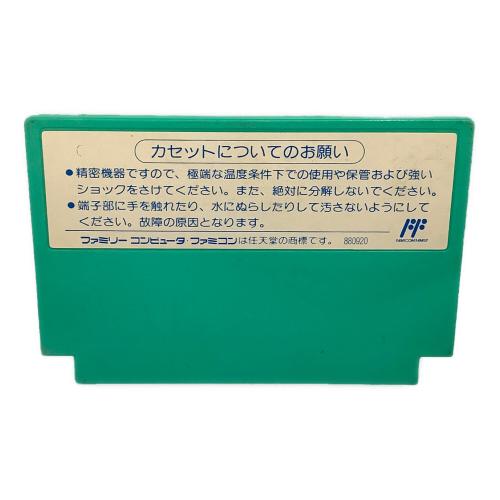 カセットについてのお願い
●精密機器ですので、極端な温度条件下での使用や保管および強い
ショックをさけてください。また、絶対に分解しないでください。
●端子部に手を触れたり、水にぬらしたりして汚さないようにして
ください。故障の原因となります。
ファミリーコンピュータ・ファミコンは任天堂の商標です。 880920
FAMICOM FAMILY